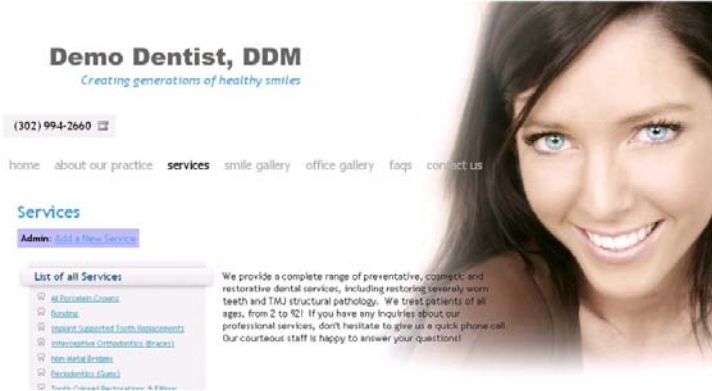 Demo Dentist, DDM
Creating generations of healthy smiles
(302) 994-2660
home about our practice services smile gallery office gallery faqs contact us
Services
Admin: Add a New Service
List of all Services
All Porcelain Crowns
Bonding
Implant Supported Tooth Replacements
Interceptive Orthodontics (Braces)
Non-Metal Bridges
Periodontics (Gums)
Tooth Colored Restorations & Fillings
We provide a complete range of preventative, cosmetic and
restorative dental services, including restoring severely worn
teeth and TMJ structural pathology. We treat patients of all
ages, from 2 to 92! If you have any inquiries about our
professional services, don't hesitate to give us a quick phone call.
Our courteous staff is happy to answer your questions!